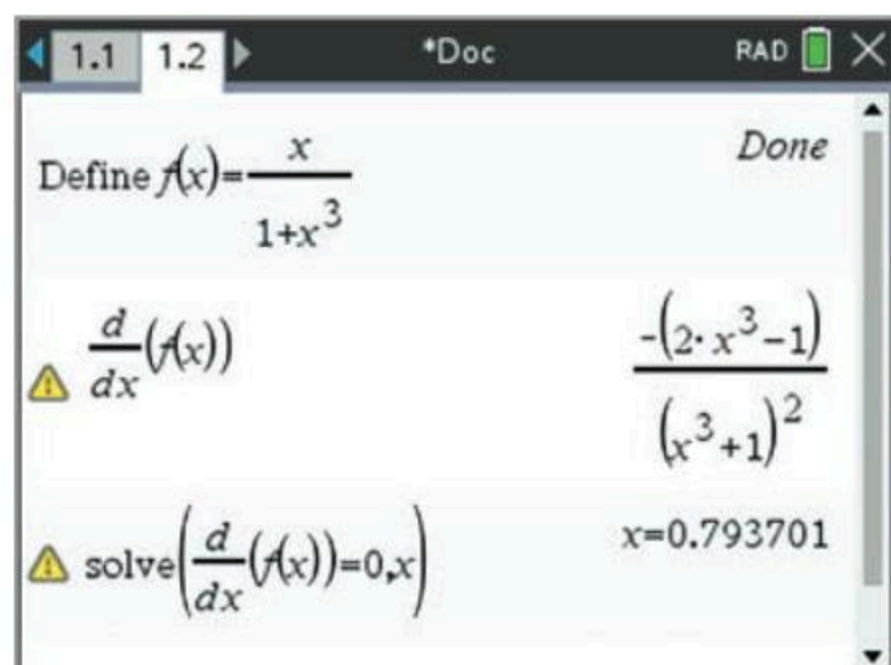 1.1 1.2 *Doc RAD
Define f(x)=x/(1+x^3) Done
d/dx(f(x)) -(2·x^3-1)/(x^3+1)^2
solve(d/dx(f(x))=0,x) x=0.793701